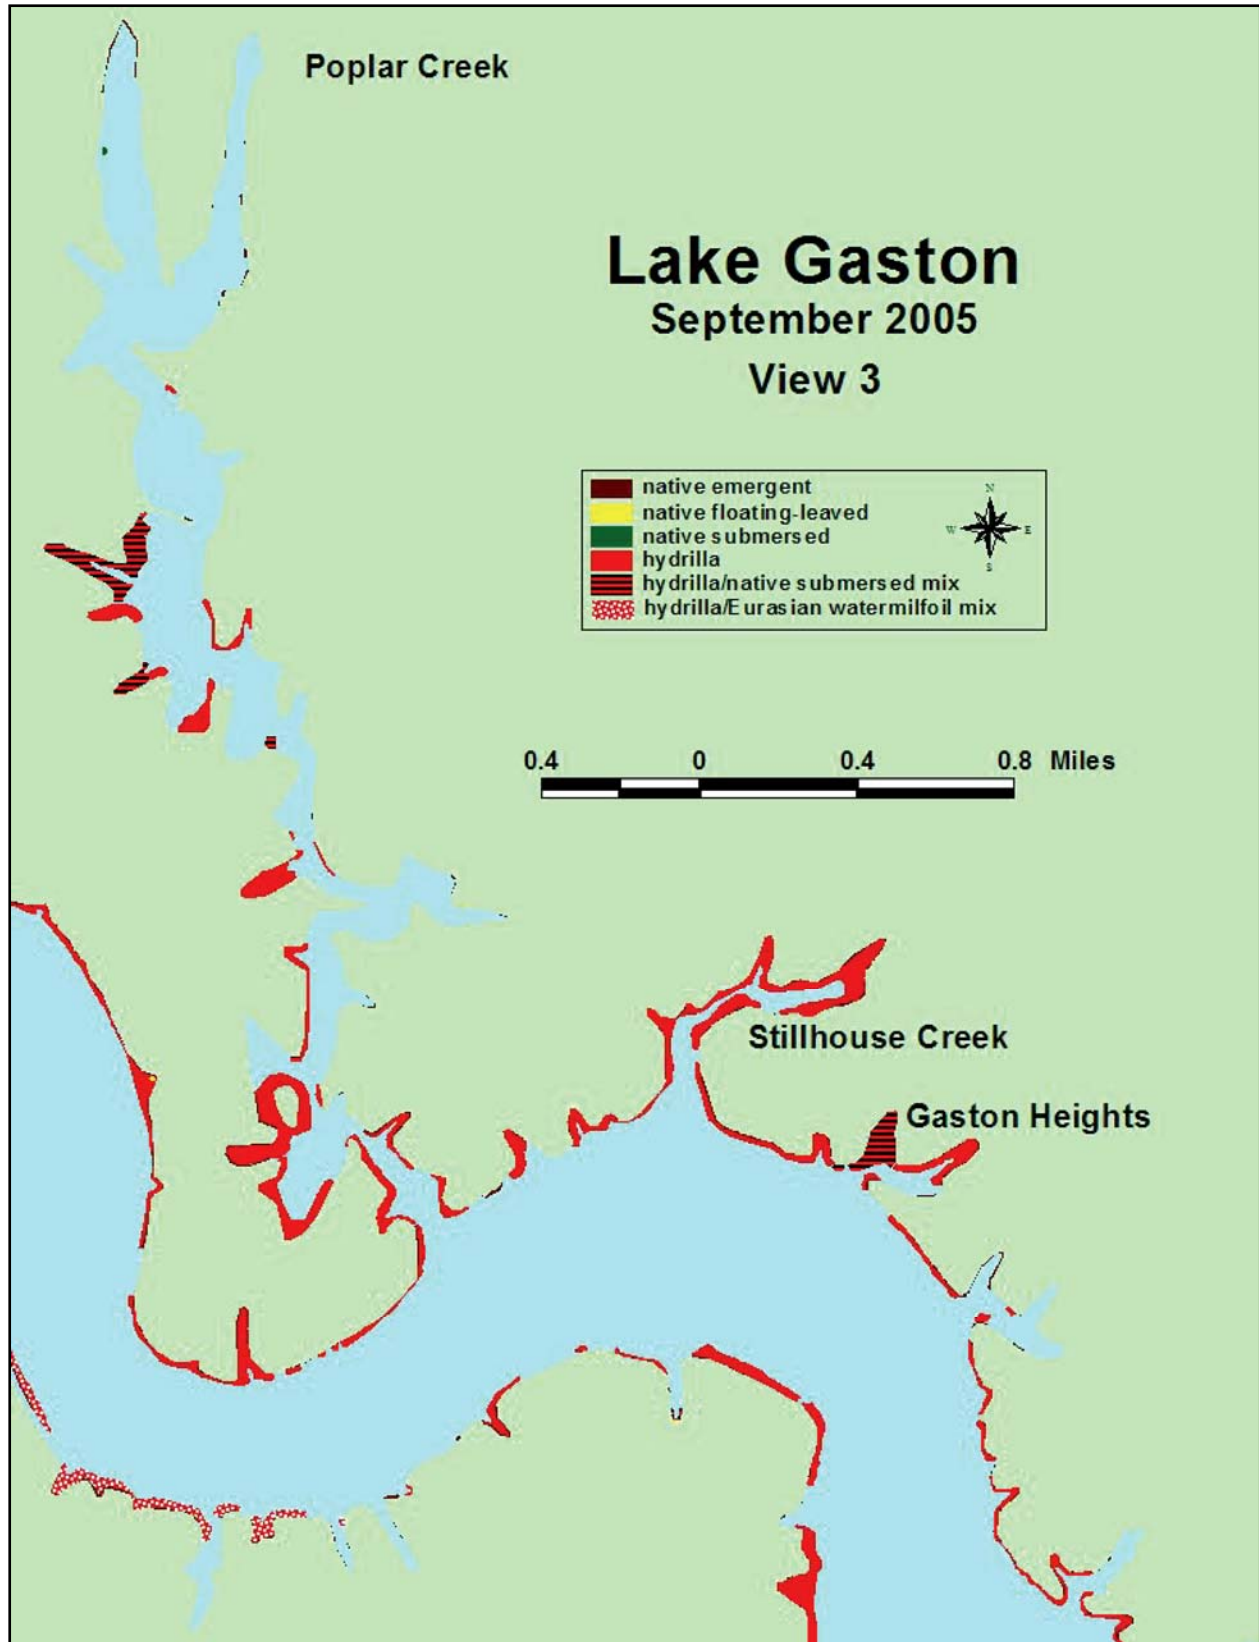 Poplar Creek
Lake Gaston
September 2005
View 3
native emergent
native floating-leaved
native submersed
hydrilla
hydrilla/native submersed mix
hydrilla/Eurasian watermilfoil mix
N
W
E
S
0.4 0 0.4 0.8 Miles
Stillhouse Creek
Gaston Heights